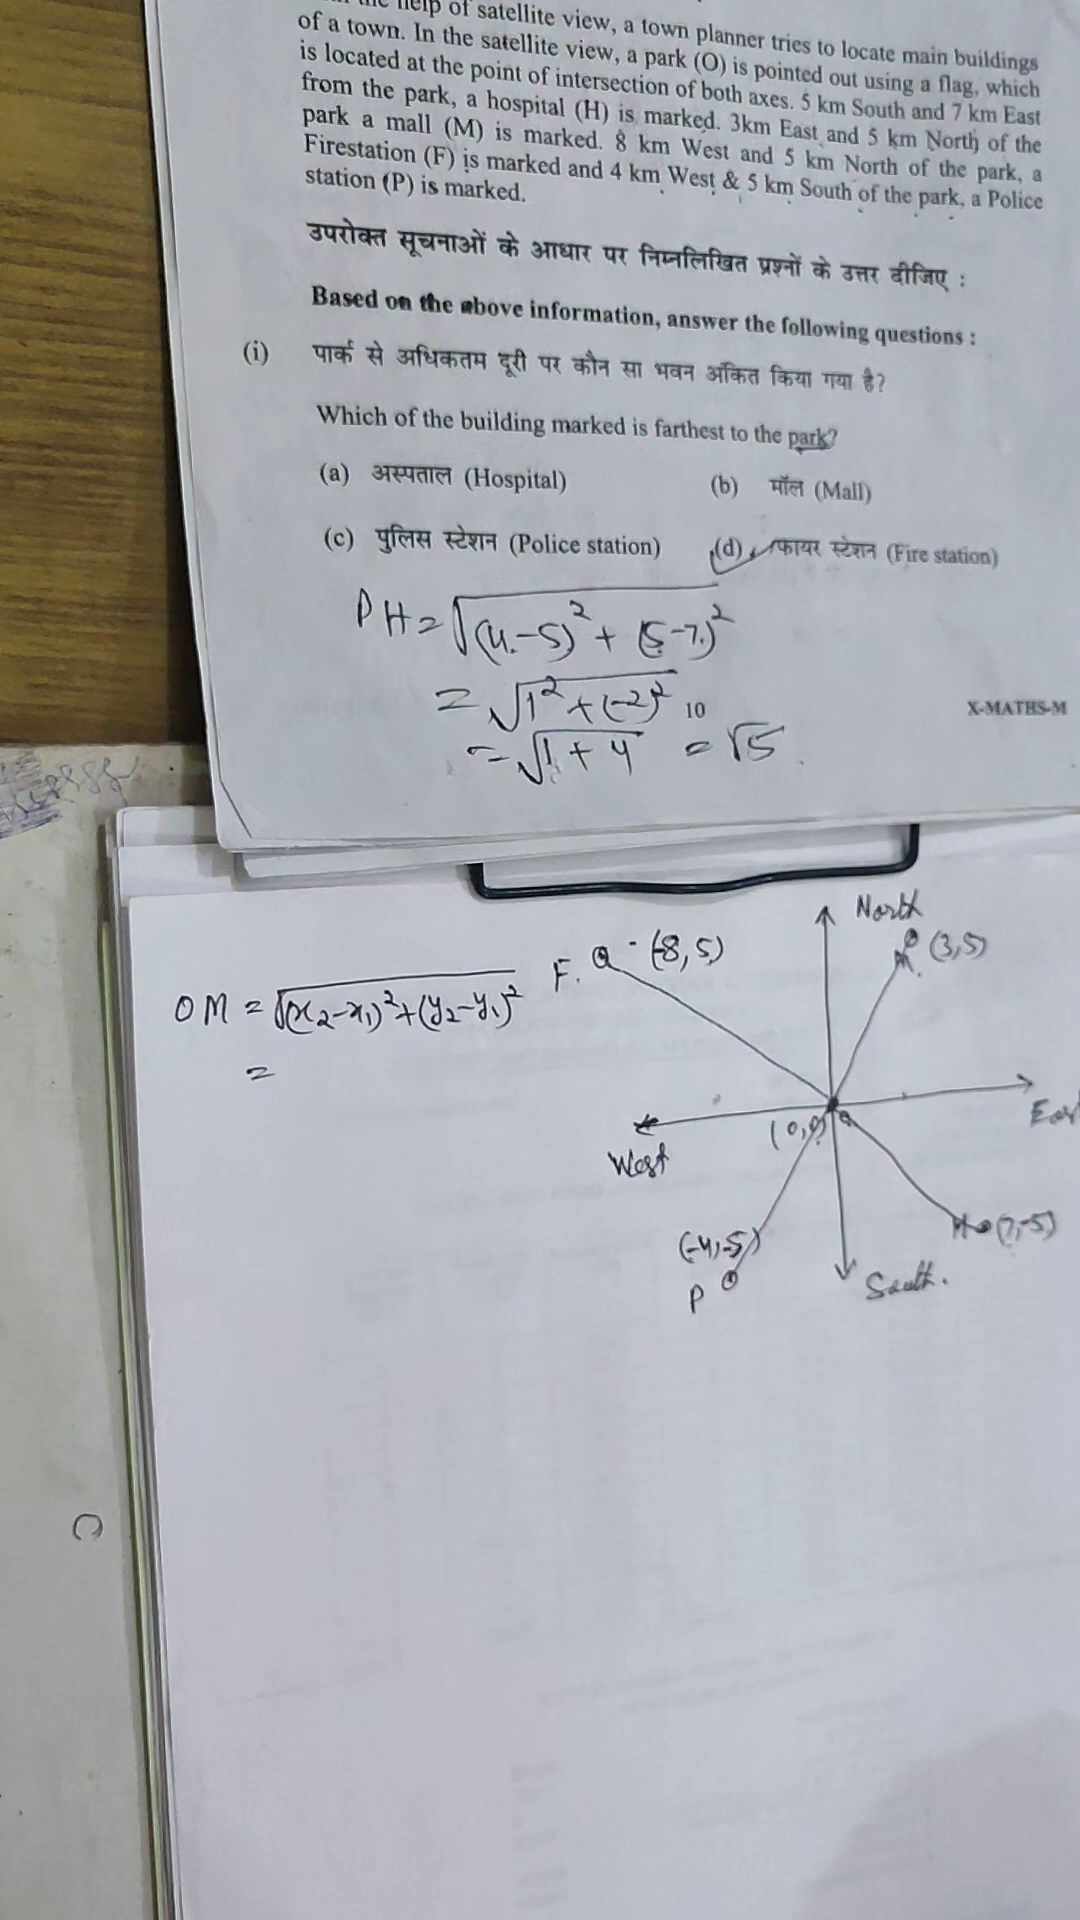 help of satellite view, a town planner tries to locate main buildings
of a town. In the satellite view, a park (O) is pointed out using a flag, which
is located at the point of intersection of both axes. 5 km South and 7 km East
from the park, a hospital (H) is marked. 3km East and 5 km North of the
park a mall (M) is marked. 8 km West and 5 km North of the park, a
Firestation (F) is marked and 4 km West & 5 km South of the park, a Police
station (P) is marked.
उपरोक्त सूचनाओं के आधार पर निम्नलिखित प्रश्नों के उत्तर दीजिए :
Based on the above information, answer the following questions :
(i) पार्क से अधिकतम दूरी पर कौन सा भवन अंकित किया गया है?
Which of the building marked is farthest to the park?
(a) अस्पताल (Hospital) (b) मॉल (Mall)
(c) पुलिस स्टेशन (Police station) (d) फायर स्टेशन (Fire station)
PH = √(4-5)² + (5-7)²
= √1² + (-2)²
10 X-MATHS-M
= √1 + 4 = √5
North
F. (-8,5) (3,5)
OM = √(x₂-x₁)²+(y₂-y₁)²
=
(0,0)
West
(-4,-5) H (7,-5)
P South.